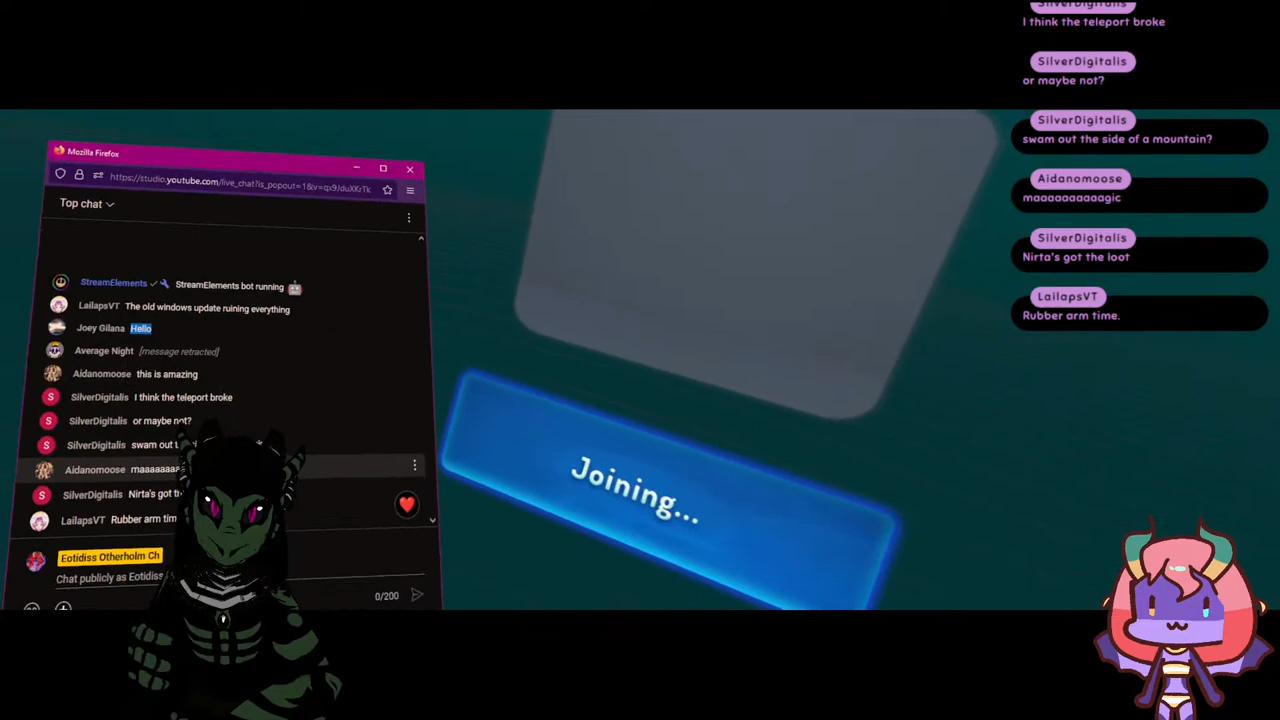 Mozilla Firefox
https://studio.youtube.com/live_chat?is_popout=1&v=qx9JduXKrTk
Top chat
StreamElements StreamElements bot running
LailapsVT The old windows update ruining everything
Joey Gilana Hello
Average Night [message retracted]
Aidanomoose this is amazing
SilverDigitalis I think the teleport broke
SilverDigitalis or maybe not?
SilverDigitalis swam out
Aidanomoose
SilverDigitalis Nirta's got
LailapsVT Rubber arm
Eotidiss Otherholm Ch
Chat publicly as Eotidiss
0/200
Joining...
SilverDigitalis
I think the teleport broke
SilverDigitalis
or maybe not?
SilverDigitalis
swam out the side of a mountain?
Aidanomoose
maaaaaaaaagic
SilverDigitalis
Nirta's got the loot
LailapsVT
Rubber arm time.